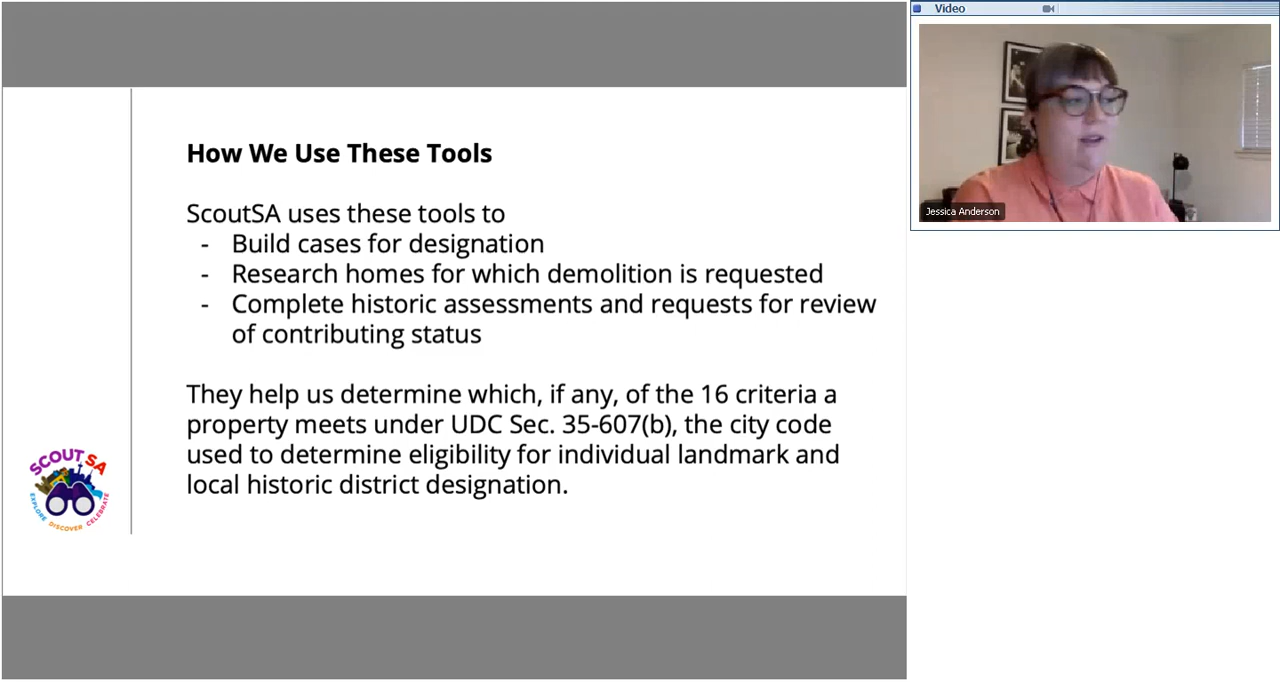 Video
How We Use These Tools
ScoutSA uses these tools to
- Build cases for designation
- Research homes for which demolition is requested
- Complete historic assessments and requests for review
of contributing status
They help us determine which, if any, of the 16 criteria a
property meets under UDC Sec. 35-607(b), the city code
used to determine eligibility for individual landmark and
local historic district designation.
SCOUT SA
EXPLORE DISCOVER CELEBRATE
Jessica Anderson